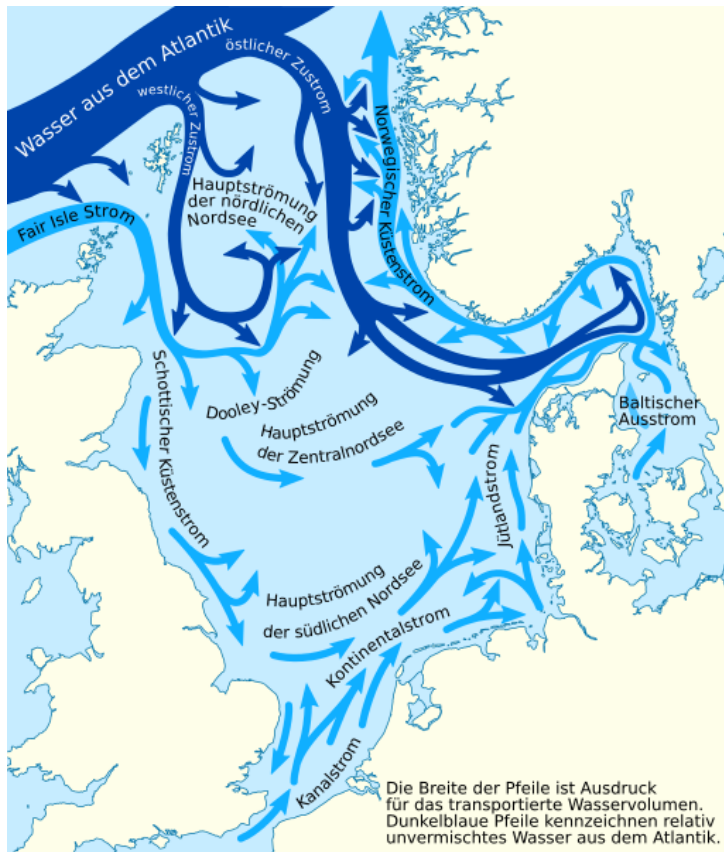 Wasser aus dem Atlantik
östlicher Zustrom
westlicher Zustrom
Norwegischer Küstenstrom
Hauptströmung
der nördlichen
Nordsee
Fair Isle Strom
Schottischer Küstenstrom
Dooley-Strömung
Hauptströmung
der Zentralnordsee
Baltischer
Ausstrom
Jütlandstrom
Hauptströmung
der südlichen Nordsee
Kontinentalstrom
Kanalstrom
Die Breite der Pfeile ist Ausdruck
für das transportierte Wasservolumen.
Dunkelblaue Pfeile kennzeichnen relativ
unvermischtes Wasser aus dem Atlantik.